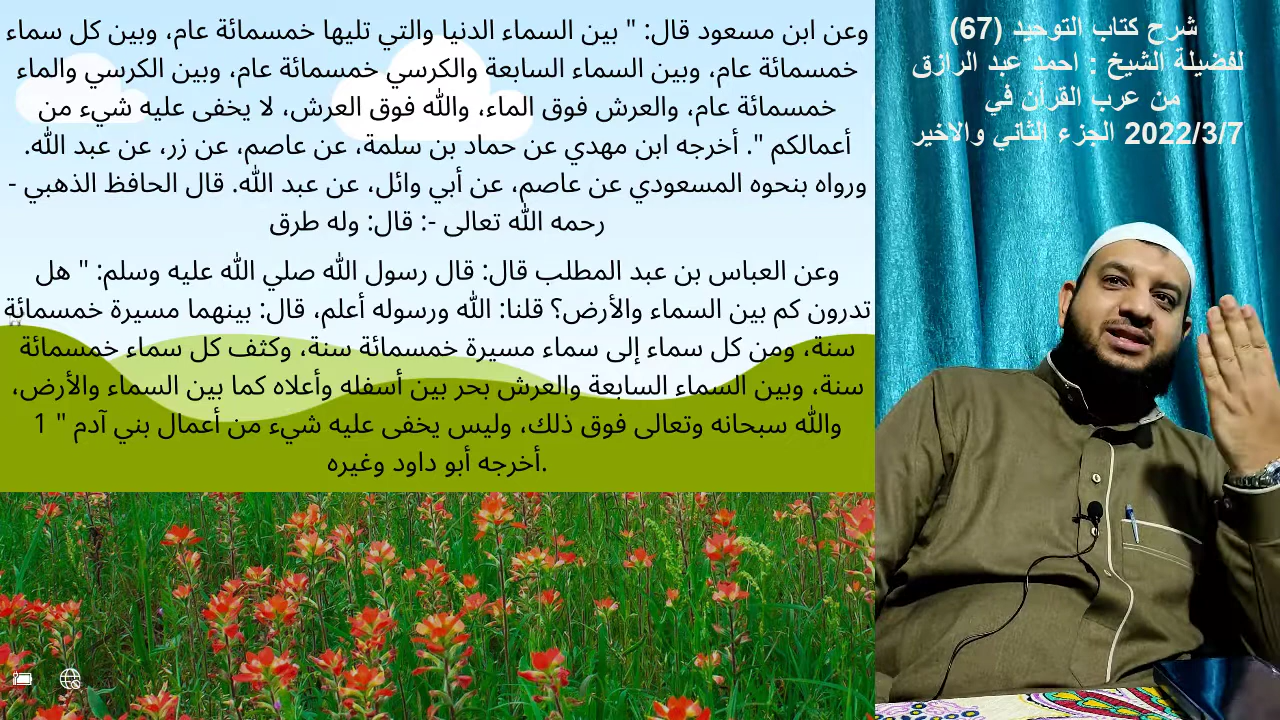 شرح كتاب التوحيد (67)
لفضيلة الشيخ : احمد عبد الرازق
من عرب القرآن في
2022/3/7 الجزء الثاني والاخير
وعن ابن مسعود قال: " بين السماء الدنيا والتي تليها خمسمائة عام، وبين كل سماء
خمسمائة عام، وبين السماء السابعة والكرسي خمسمائة عام، وبين الكرسي والماء
خمسمائة عام، والعرش فوق الماء، والله فوق العرش، لا يخفى عليه شيء من
أعمالكم ". أخرجه ابن مهدي عن حماد بن سلمة، عن عاصم، عن زر، عن عبد الله.
ورواه بنحوه المسعودي عن عاصم، عن أبي وائل، عن عبد الله. قال الحافظ الذهبي -
رحمه الله تعالى -: قال: وله طرق
وعن العباس بن عبد المطلب قال: قال رسول الله صلي الله عليه وسلم: " هل
تدرون كم بين السماء والأرض؟ قلنا: الله ورسوله أعلم، قال: بينهما مسيرة خمسمائة
سنة، ومن كل سماء إلى سماء مسيرة خمسمائة سنة، وكثف كل سماء خمسمائة
سنة، وبين السماء السابعة والعرش بحر بين أسفله وأعلاه كما بين السماء والأرض،
والله سبحانه وتعالى فوق ذلك، وليس يخفى عليه شيء من أعمال بني آدم " 1
.أخرجه أبو داود وغيره